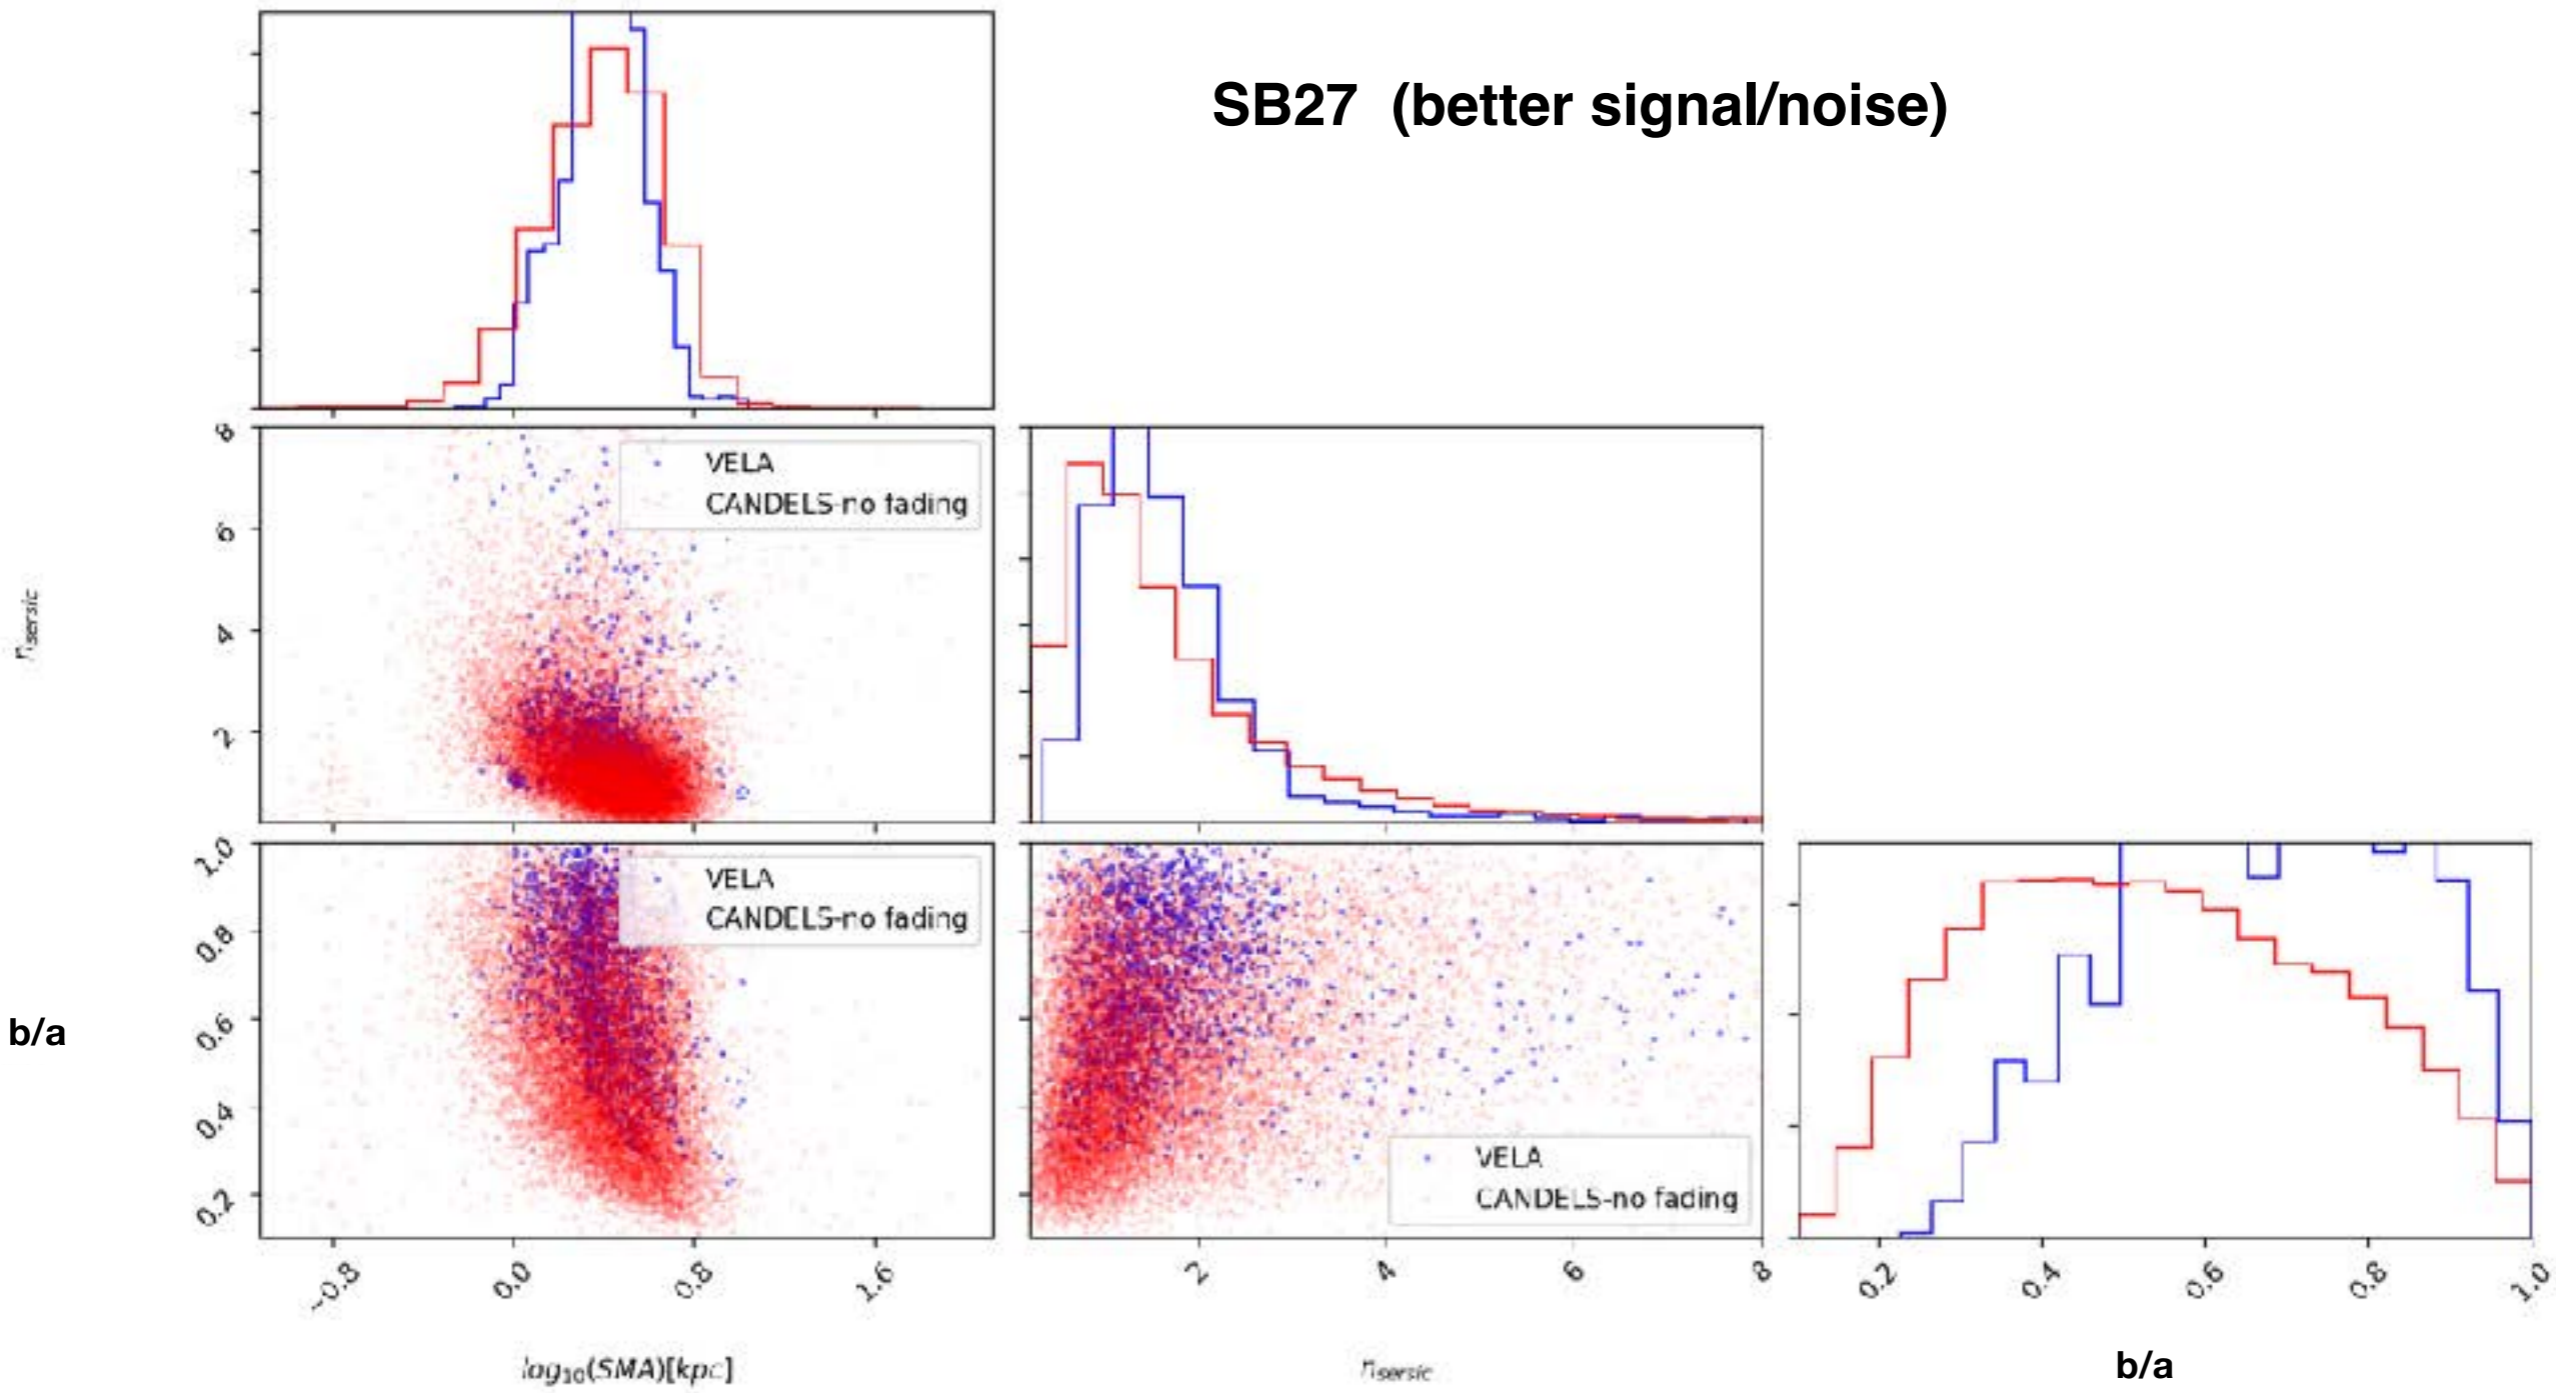 SB27 (better signal/noise)
8
6
4
2
n_sersic
VELA
CANDELS-no fading
1.0
0.8
0.6
0.4
0.2
b/a
VELA
CANDELS-no fading
VELA
CANDELS-no fading
-0.8 0.0 0.8 1.6
2 4 6 8
0.2 0.4 0.6 0.8 1.0
log10(SMA)[kpc]
n_sersic
b/a